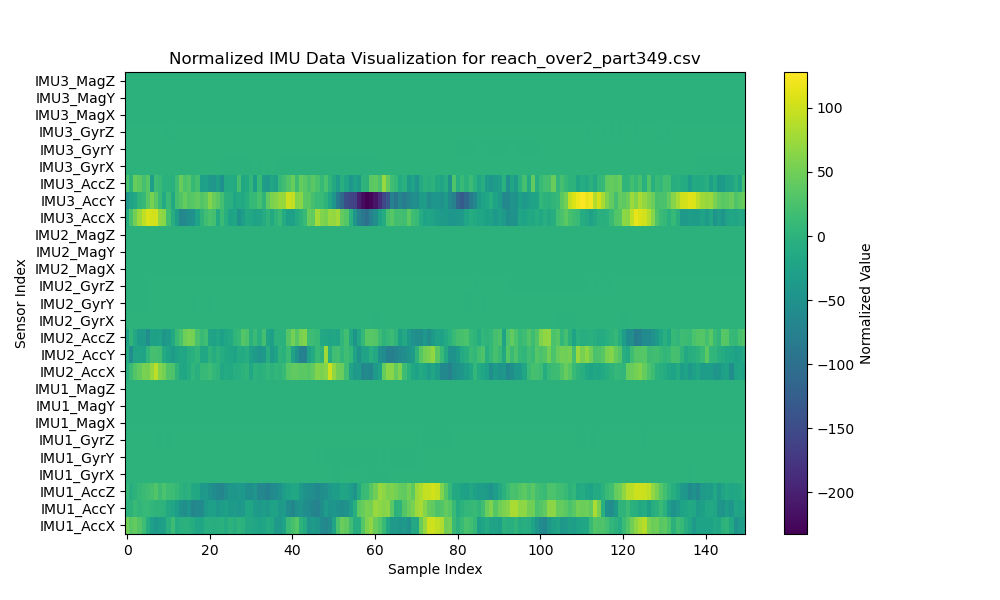 Normalized IMU Data Visualization for reach_over2_part349.csv
IMU3_MagZ
IMU3_MagY
IMU3_MagX
IMU3_GyrZ
IMU3_GyrY
IMU3_GyrX
IMU3_AccZ
IMU3_AccY
IMU3_AccX
IMU2_MagZ
IMU2_MagY
IMU2_MagX
IMU2_GyrZ
IMU2_GyrY
IMU2_GyrX
IMU2_AccZ
IMU2_AccY
IMU2_AccX
IMU1_MagZ
IMU1_MagY
IMU1_MagX
IMU1_GyrZ
IMU1_GyrY
IMU1_GyrX
IMU1_AccZ
IMU1_AccY
IMU1_AccX
Sensor Index
0 20 40 60 80 100 120 140
Sample Index
100
50
0
−50
−100
−150
−200
Normalized Value